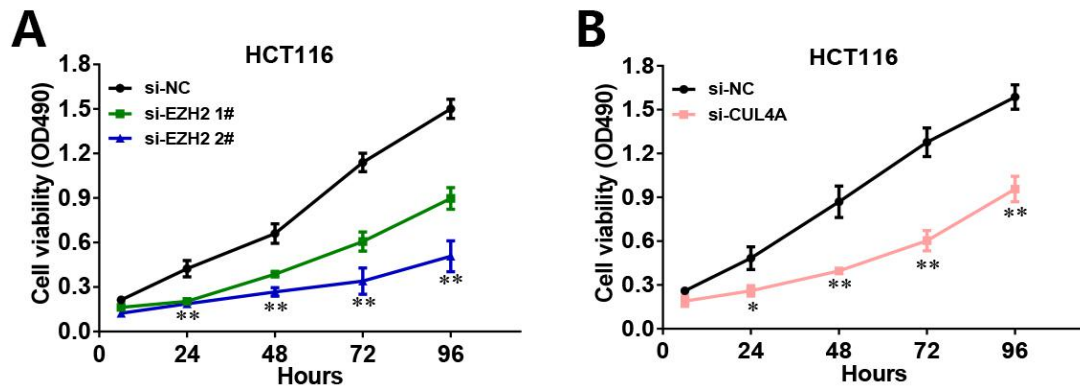 A
HCT116
Cell viability (OD490)
1.8
1.5
1.2
0.9
0.6
0.3
0.0
si-NC
si-EZH2 1#
si-EZH2 2#
**
**
**
**
0
24
48
72
96
Hours
B
HCT116
Cell viability (OD490)
1.8
1.5
1.2
0.9
0.6
0.3
0.0
si-NC
si-CUL4A
*
**
**
**
0
24
48
72
96
Hours